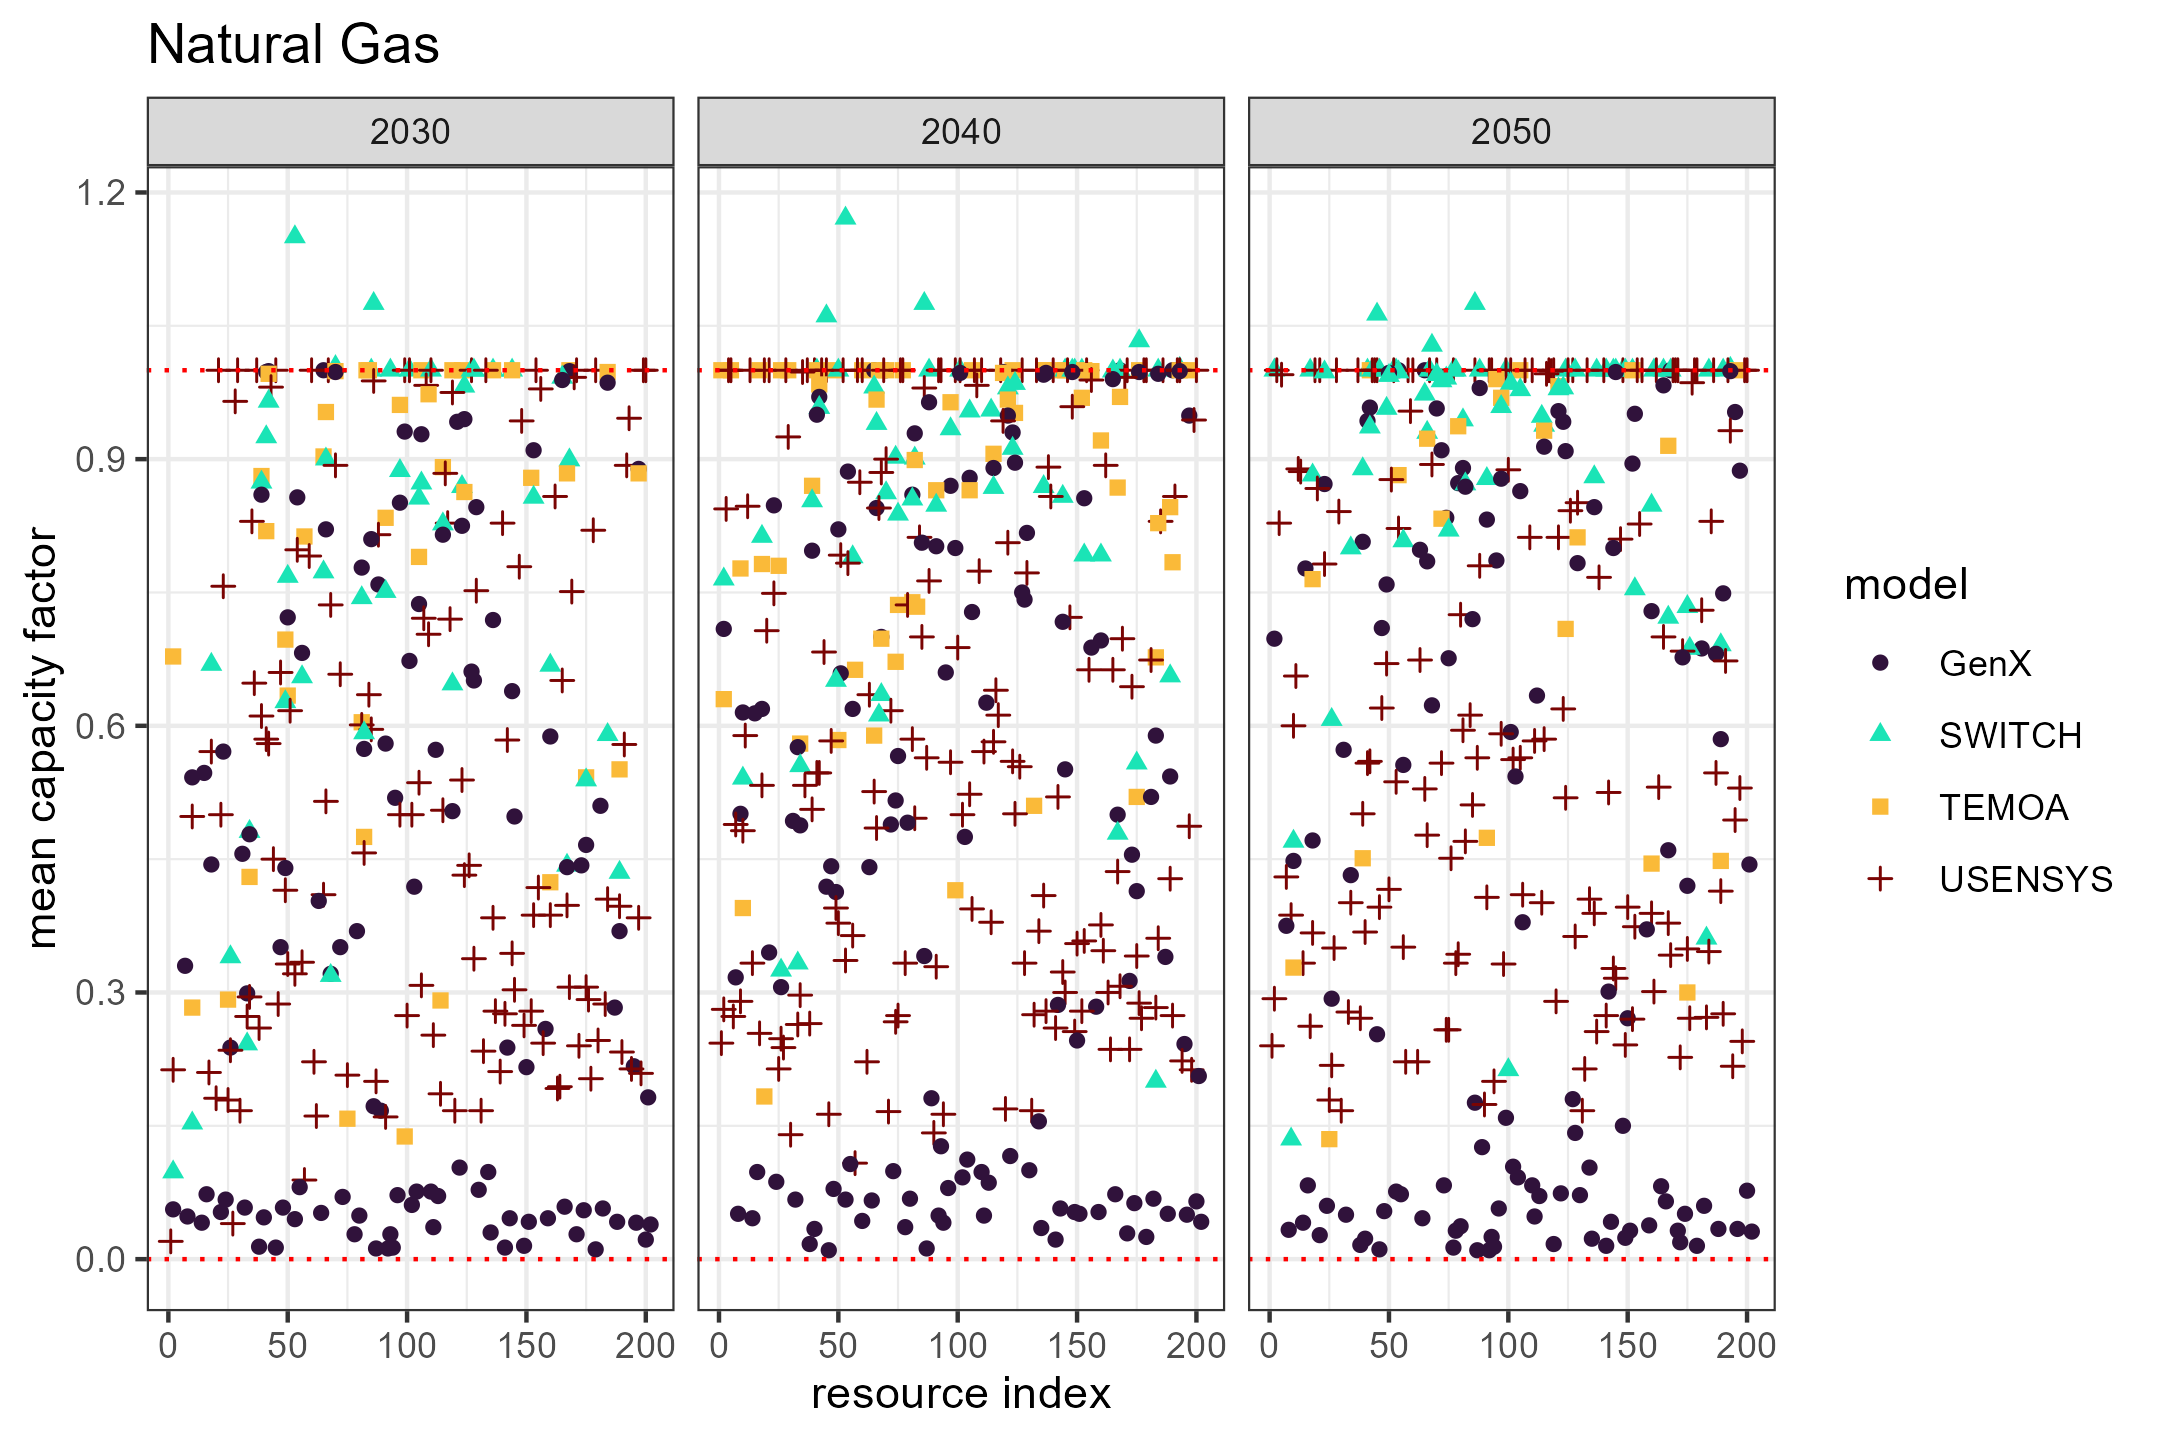 Natural Gas
2030 2040 2050
1.2
0.9
0.6
0.3
0.0
mean capacity factor
0 50 100 150 200 0 50 100 150 200 0 50 100 150 200
resource index
model
GenX
SWITCH
TEMOA
USENSYS